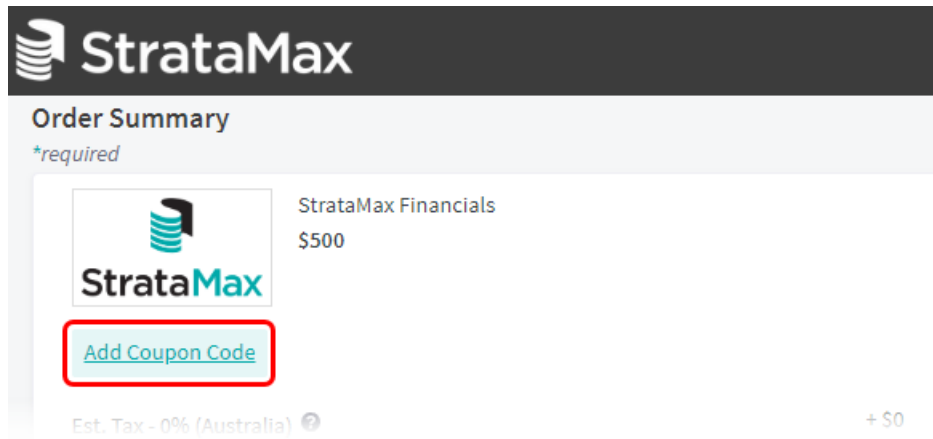 StrataMax
Order Summary
*required
StrataMax Financials
$500
StrataMax
Add Coupon Code
Est. Tax - 0% (Australia) ?
+ $0